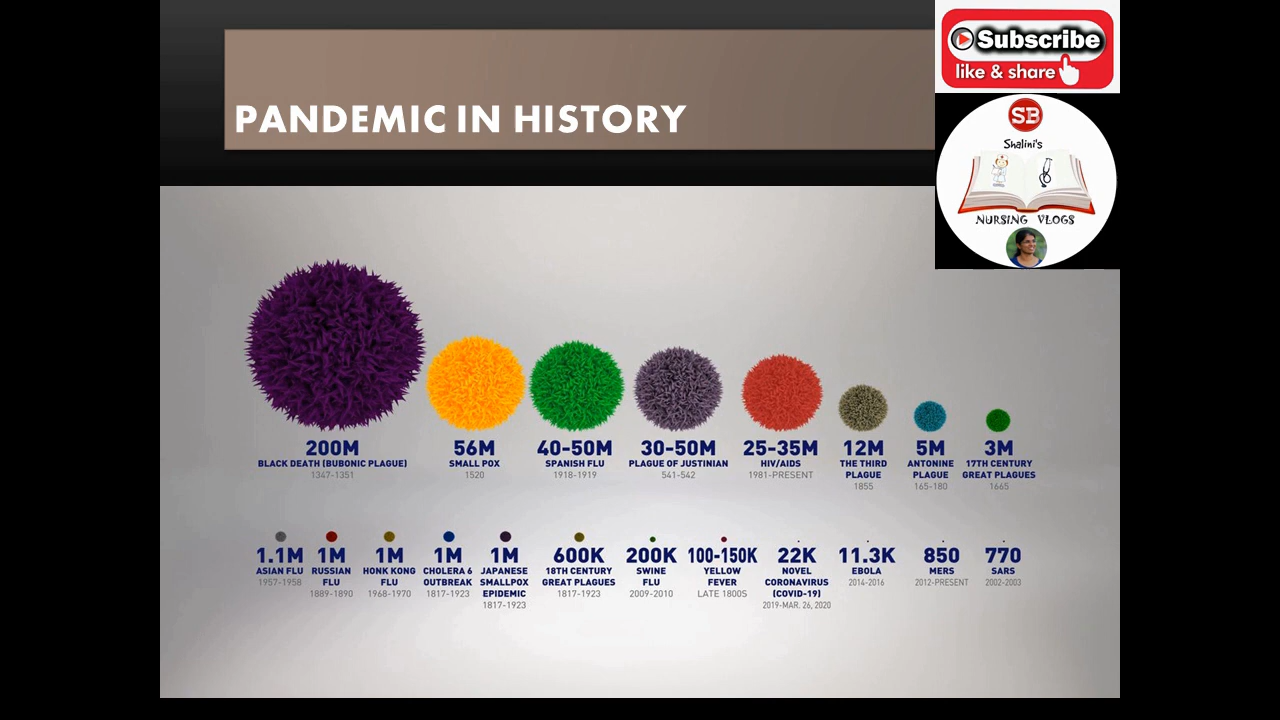 PANDEMIC IN HISTORY
Subscribe
like & share
SB
Shalini's
NURSING VLOGS
200M
BLACK DEATH (BUBONIC PLAGUE)
1347-1351
56M
SMALL POX
1520
40-50M
SPANISH FLU
1918-1919
30-50M
PLAGUE OF JUSTINIAN
541-542
25-35M
HIV/AIDS
1981-PRESENT
12M
THE THIRD
PLAGUE
1855
5M
ANTONINE
PLAGUE
165-180
3M
17TH CENTURY
GREAT PLAGUES
1665
1.1M
ASIAN FLU
1957-1958
1M
RUSSIAN
FLU
1889-1890
1M
HONK KONG
FLU
1968-1970
1M
CHOLERA 6
OUTBREAK
1817-1923
1M
JAPANESE
SMALLPOX
EPIDEMIC
1817-1923
600K
18TH CENTURY
GREAT PLAGUES
1817-1923
200K
SWINE
FLU
2009-2010
100-150K
YELLOW
FEVER
LATE 1800S
22K
NOVEL
CORONAVIRUS
(COVID-19)
2019-MAR. 26, 2020
11.3K
EBOLA
2014-2016
850
MERS
2012-PRESENT
770
SARS
2002-2003